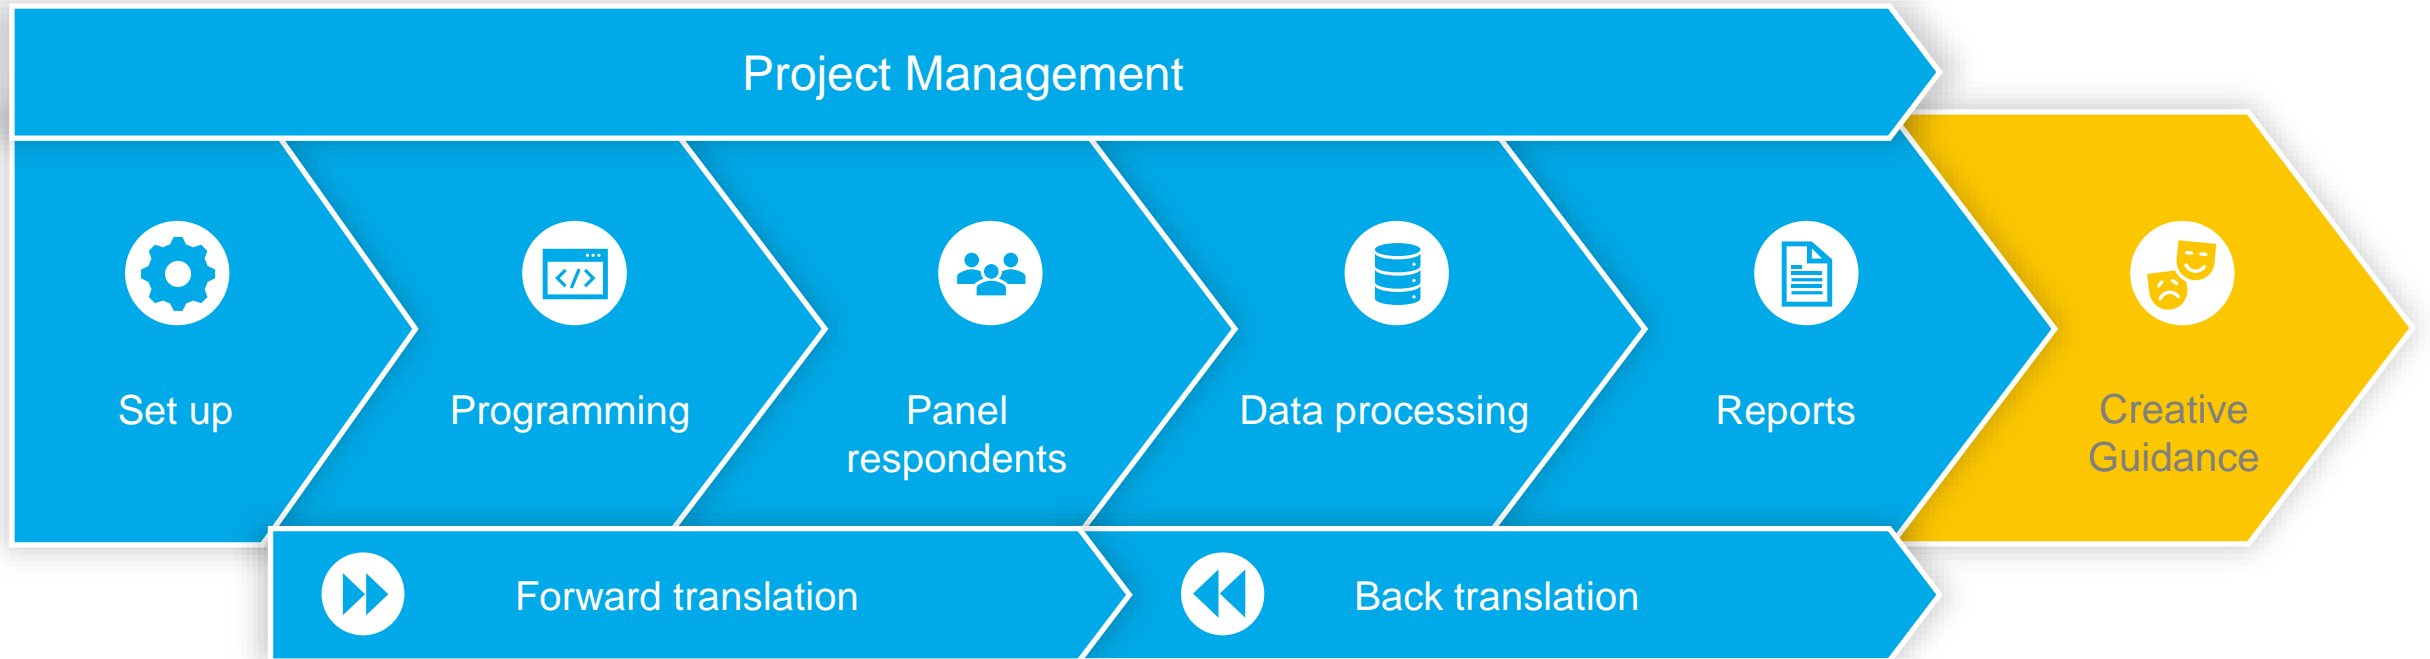 Project Management
Set up
Programming
Panel
respondents
Data processing
Reports
Creative
Guidance
Forward translation
Back translation